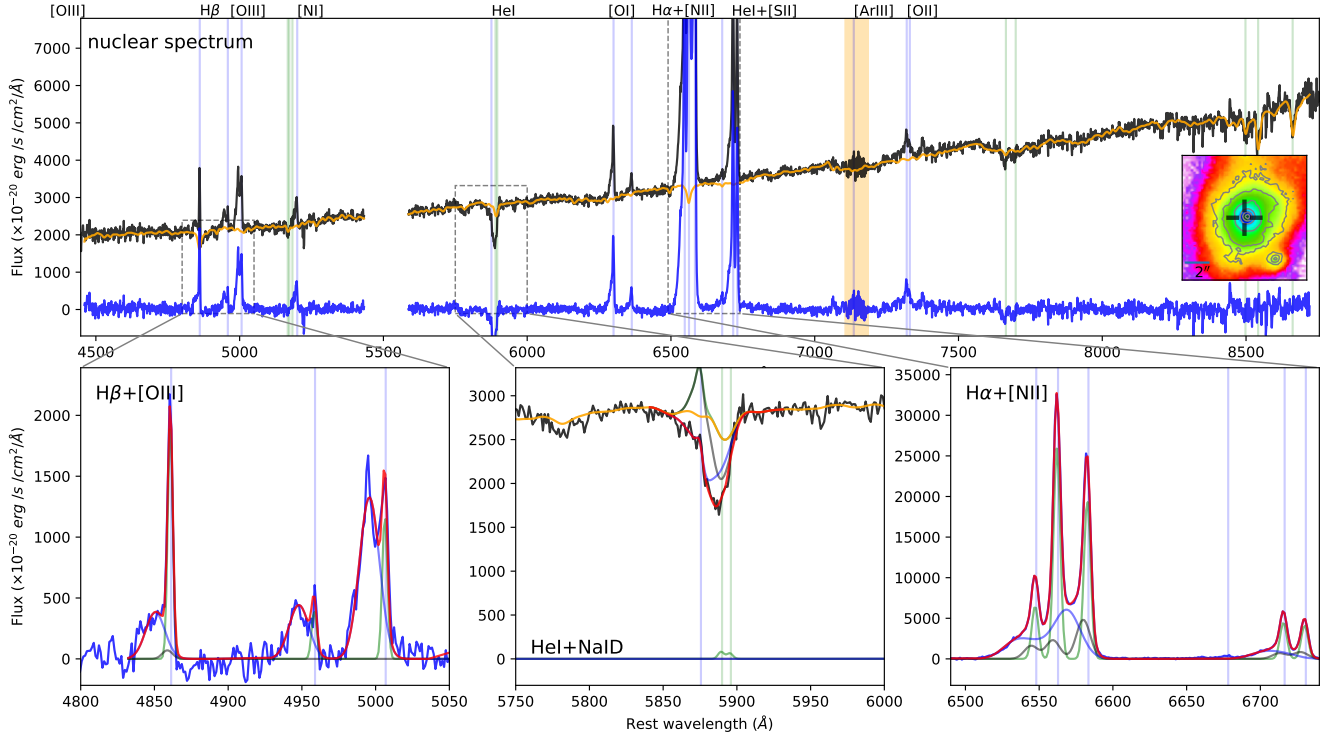 [OIII] Hβ [OIII] [NI] HeI [OI] Hα+[NII] HeI+[SII] [ArIII] [OII]
nuclear spectrum
Flux (×10⁻²⁰ erg /s /cm²/Å)
7000
6000
5000
4000
3000
2000
1000
0
2"
4500 5000 5500 6000 6500 7000 7500 8000 8500
Hβ+[OIII]
Flux (×10⁻²⁰ erg /s /cm²/Å)
2000
1500
1000
500
0
4800 4850 4900 4950 5000 5050
HeI+NaID
3000
2500
2000
1500
1000
500
0
5750 5800 5850 5900 5950 6000
Rest wavelength (Å)
Hα+[NII]
35000
30000
25000
20000
15000
10000
5000
0
6500 6550 6600 6650 6700